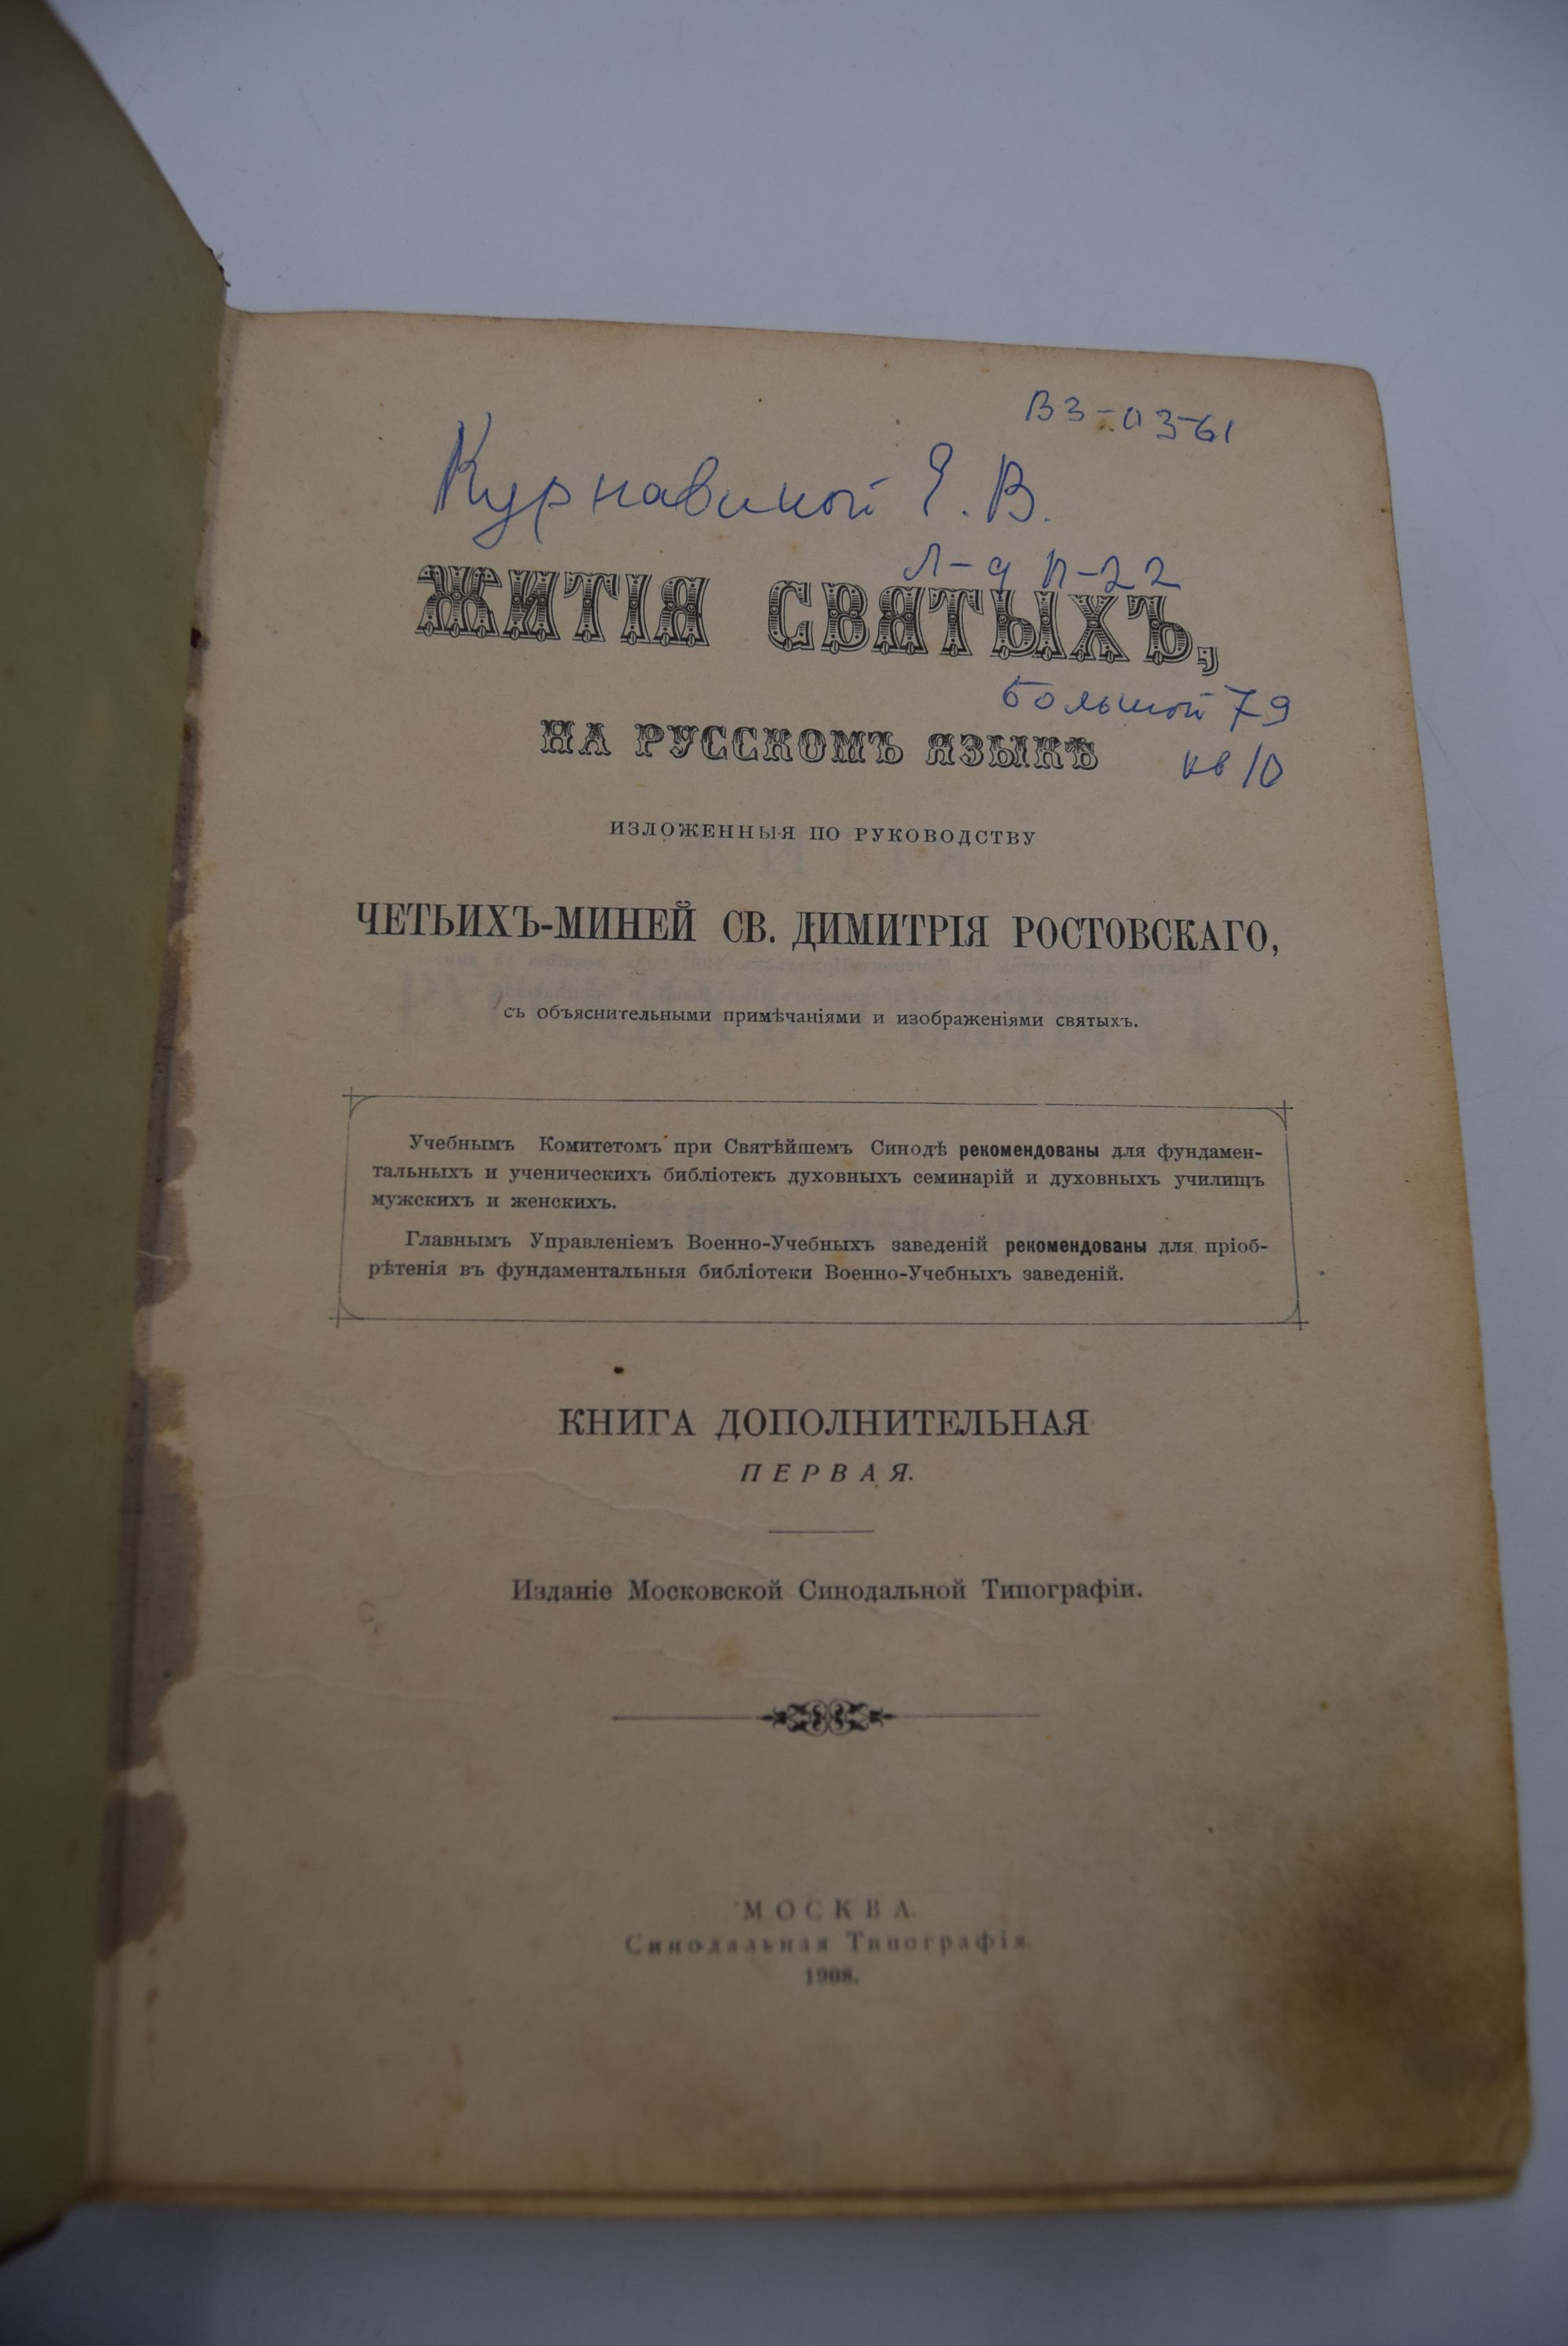 В3-03-61
Курнавиной Е. В.
Л-д П-22
ЖИТІЯ СВЯТЫХЪ,
Большой 79
НА РУССКОМЪ ЯЗЫКѢ
кв 10
ИЗЛОЖЕННЫЯ ПО РУКОВОДСТВУ
ЧЕТЬИХЪ-МИНЕЙ СВ. ДИМИТРІЯ РОСТОВСКАГО,
съ объяснительными примѣчаніями и изображеніями святыхъ.
Учебнымъ Комитетомъ при Святѣйшемъ Синодѣ рекомендованы для фундамен-
тальныхъ и ученическихъ библіотекъ духовныхъ семинарій и духовныхъ училищъ
мужскихъ и женскихъ.
Главнымъ Управленіемъ Военно-Учебныхъ заведеній рекомендованы для пріоб-
рѣтенія въ фундаментальныя библіотеки Военно-Учебныхъ заведеній.
КНИГА ДОПОЛНИТЕЛЬНАЯ
ПЕРВАЯ.
Изданіе Московской Синодальной Типографіи.
МОСКВА.
Синодальная Типографія.
1908.